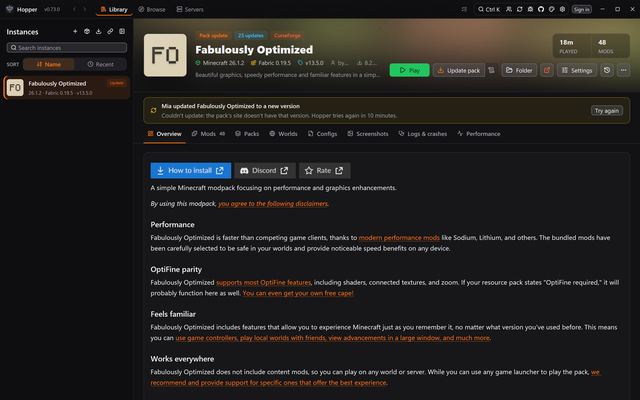 Hopper v0.73.0 Library Browse Servers Ctrl K Sign in
Instances
Search instances
SORT Name Recent
FO Fabulously Optimized Update
26.1.2 · Fabric 0.19.5 · v13.5.0
Pack update 23 updates CurseForge
FO
Fabulously Optimized
Minecraft 26.1.2 Fabric 0.19.5 v13.5.0 by... 8.2...
Beautiful graphics, speedy performance and familiar features in a simp...
18m 48
PLAYED MODS
Play Update pack Folder Settings
Mia updated Fabulously Optimized to a new version
Couldn't update: the pack's site doesn't have that version. Hopper tries again in 10 minutes.
Try again
Overview Mods 48 Packs Worlds Configs Screenshots Logs & crashes Performance
How to install Discord Rate
A simple Minecraft modpack focusing on performance and graphics enhancements.
By using this modpack, you agree to the following disclaimers.
Performance
Fabulously Optimized is faster than competing game clients, thanks to modern performance mods like Sodium, Lithium, and others. The bundled mods have
been carefully selected to be safe in your worlds and provide noticeable speed benefits on any device.
OptiFine parity
Fabulously Optimized supports most OptiFine features, including shaders, connected textures, and zoom. If your resource pack states "OptiFine required," it will
probably function here as well. You can even get your own free cape!
Feels familiar
Fabulously Optimized includes features that allow you to experience Minecraft just as you remember it, no matter what version you've used before. This means
you can use game controllers, play local worlds with friends, view advancements in a large window, and much more.
Works everywhere
Fabulously Optimized does not include content mods, so you can play on any world or server. While you can use any game launcher to play the pack, we
recommend and provide support for specific ones that offer the best experience.